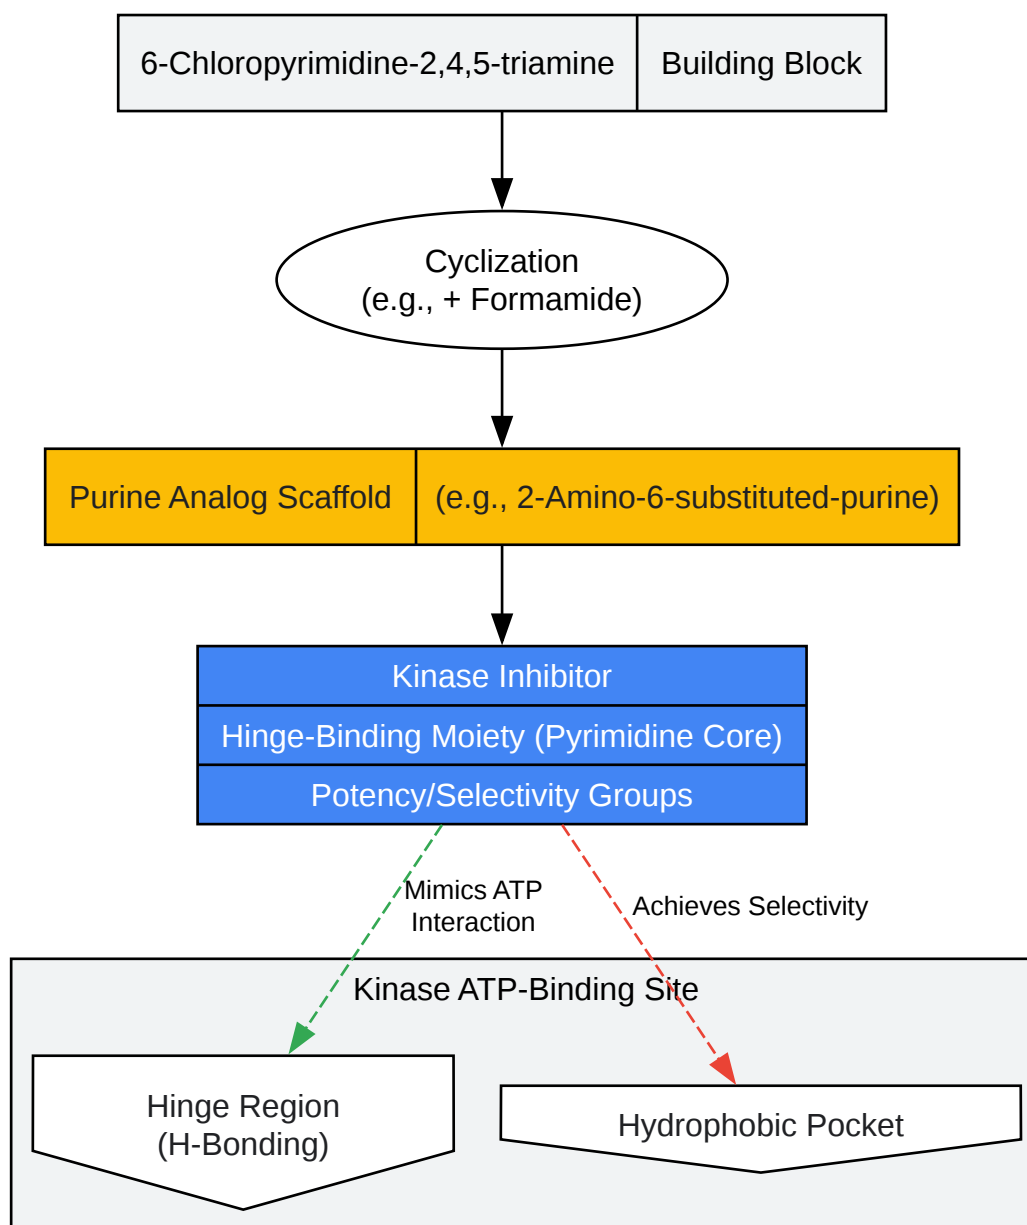 6-Chloropyrimidine-2,4,5-triamine
Building Block
Cyclization
(e.g., + Formamide)
Purine Analog Scaffold
(e.g., 2-Amino-6-substituted-purine)
Kinase Inhibitor
Hinge-Binding Moiety (Pyrimidine Core)
Potency/Selectivity Groups
Mimics ATP
Interaction
Achieves Selectivity
Kinase ATP-Binding Site
Hinge Region
(H-Bonding)
Hydrophobic Pocket